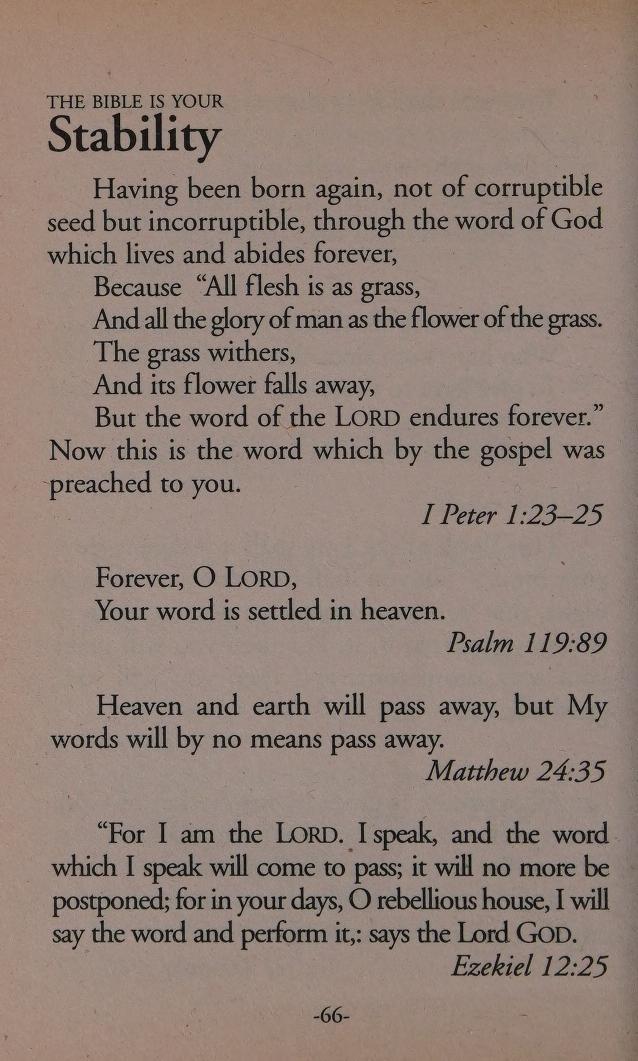 THE BIBLE IS YOUR
Stability
Having been born again, not of corruptible
seed but incorruptible, through the word of God
which lives and abides forever,
Because “All flesh is as grass,
And all the glory of man as the flower of the grass.
The grass withers,
And its flower falls away,
But the word of the LORD endures forever.”
Now this is the word which by the gospel was
preached to you.
I Peter 1:23–25
Forever, O LORD,
Your word is settled in heaven.
Psalm 119:89
Heaven and earth will pass away, but My
words will by no means pass away.
Matthew 24:35
“For I am the LORD. I speak, and the word
which I speak will come to pass; it will no more be
postponed; for in your days, O rebellious house, I will
say the word and perform it,: says the Lord GOD.
Ezekiel 12:25
-66-